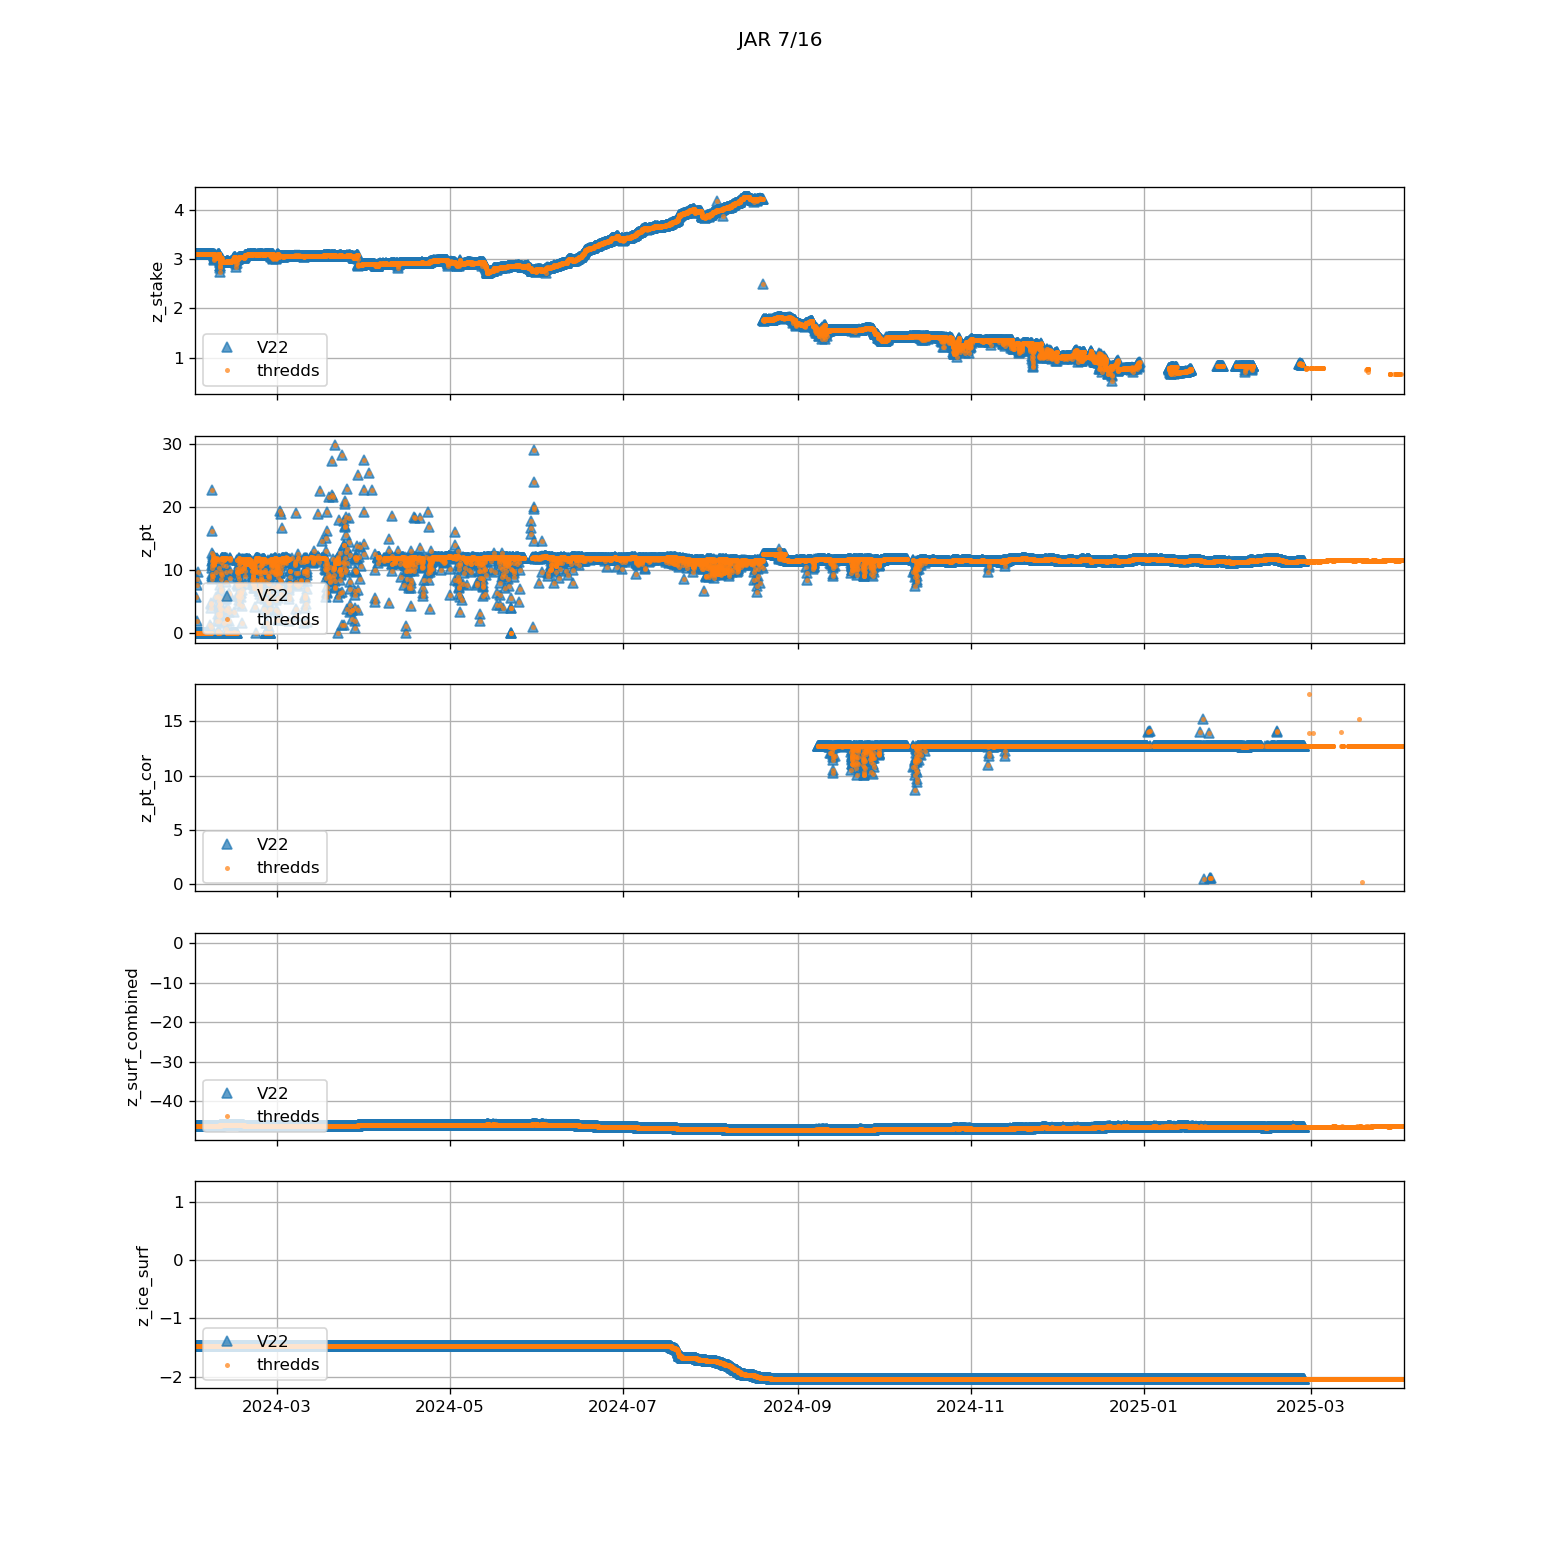 JAR 7/16
4
3
2
1
z_stake
V22
thredds
30
20
10
0
z_pt
V22
thredds
15
10
5
0
z_pt_cor
V22
thredds
0
−10
−20
−30
−40
z_surf_combined
V22
thredds
1
0
−1
−2
z_ice_surf
V22
thredds
2024-03 2024-05 2024-07 2024-09 2024-11 2025-01 2025-03